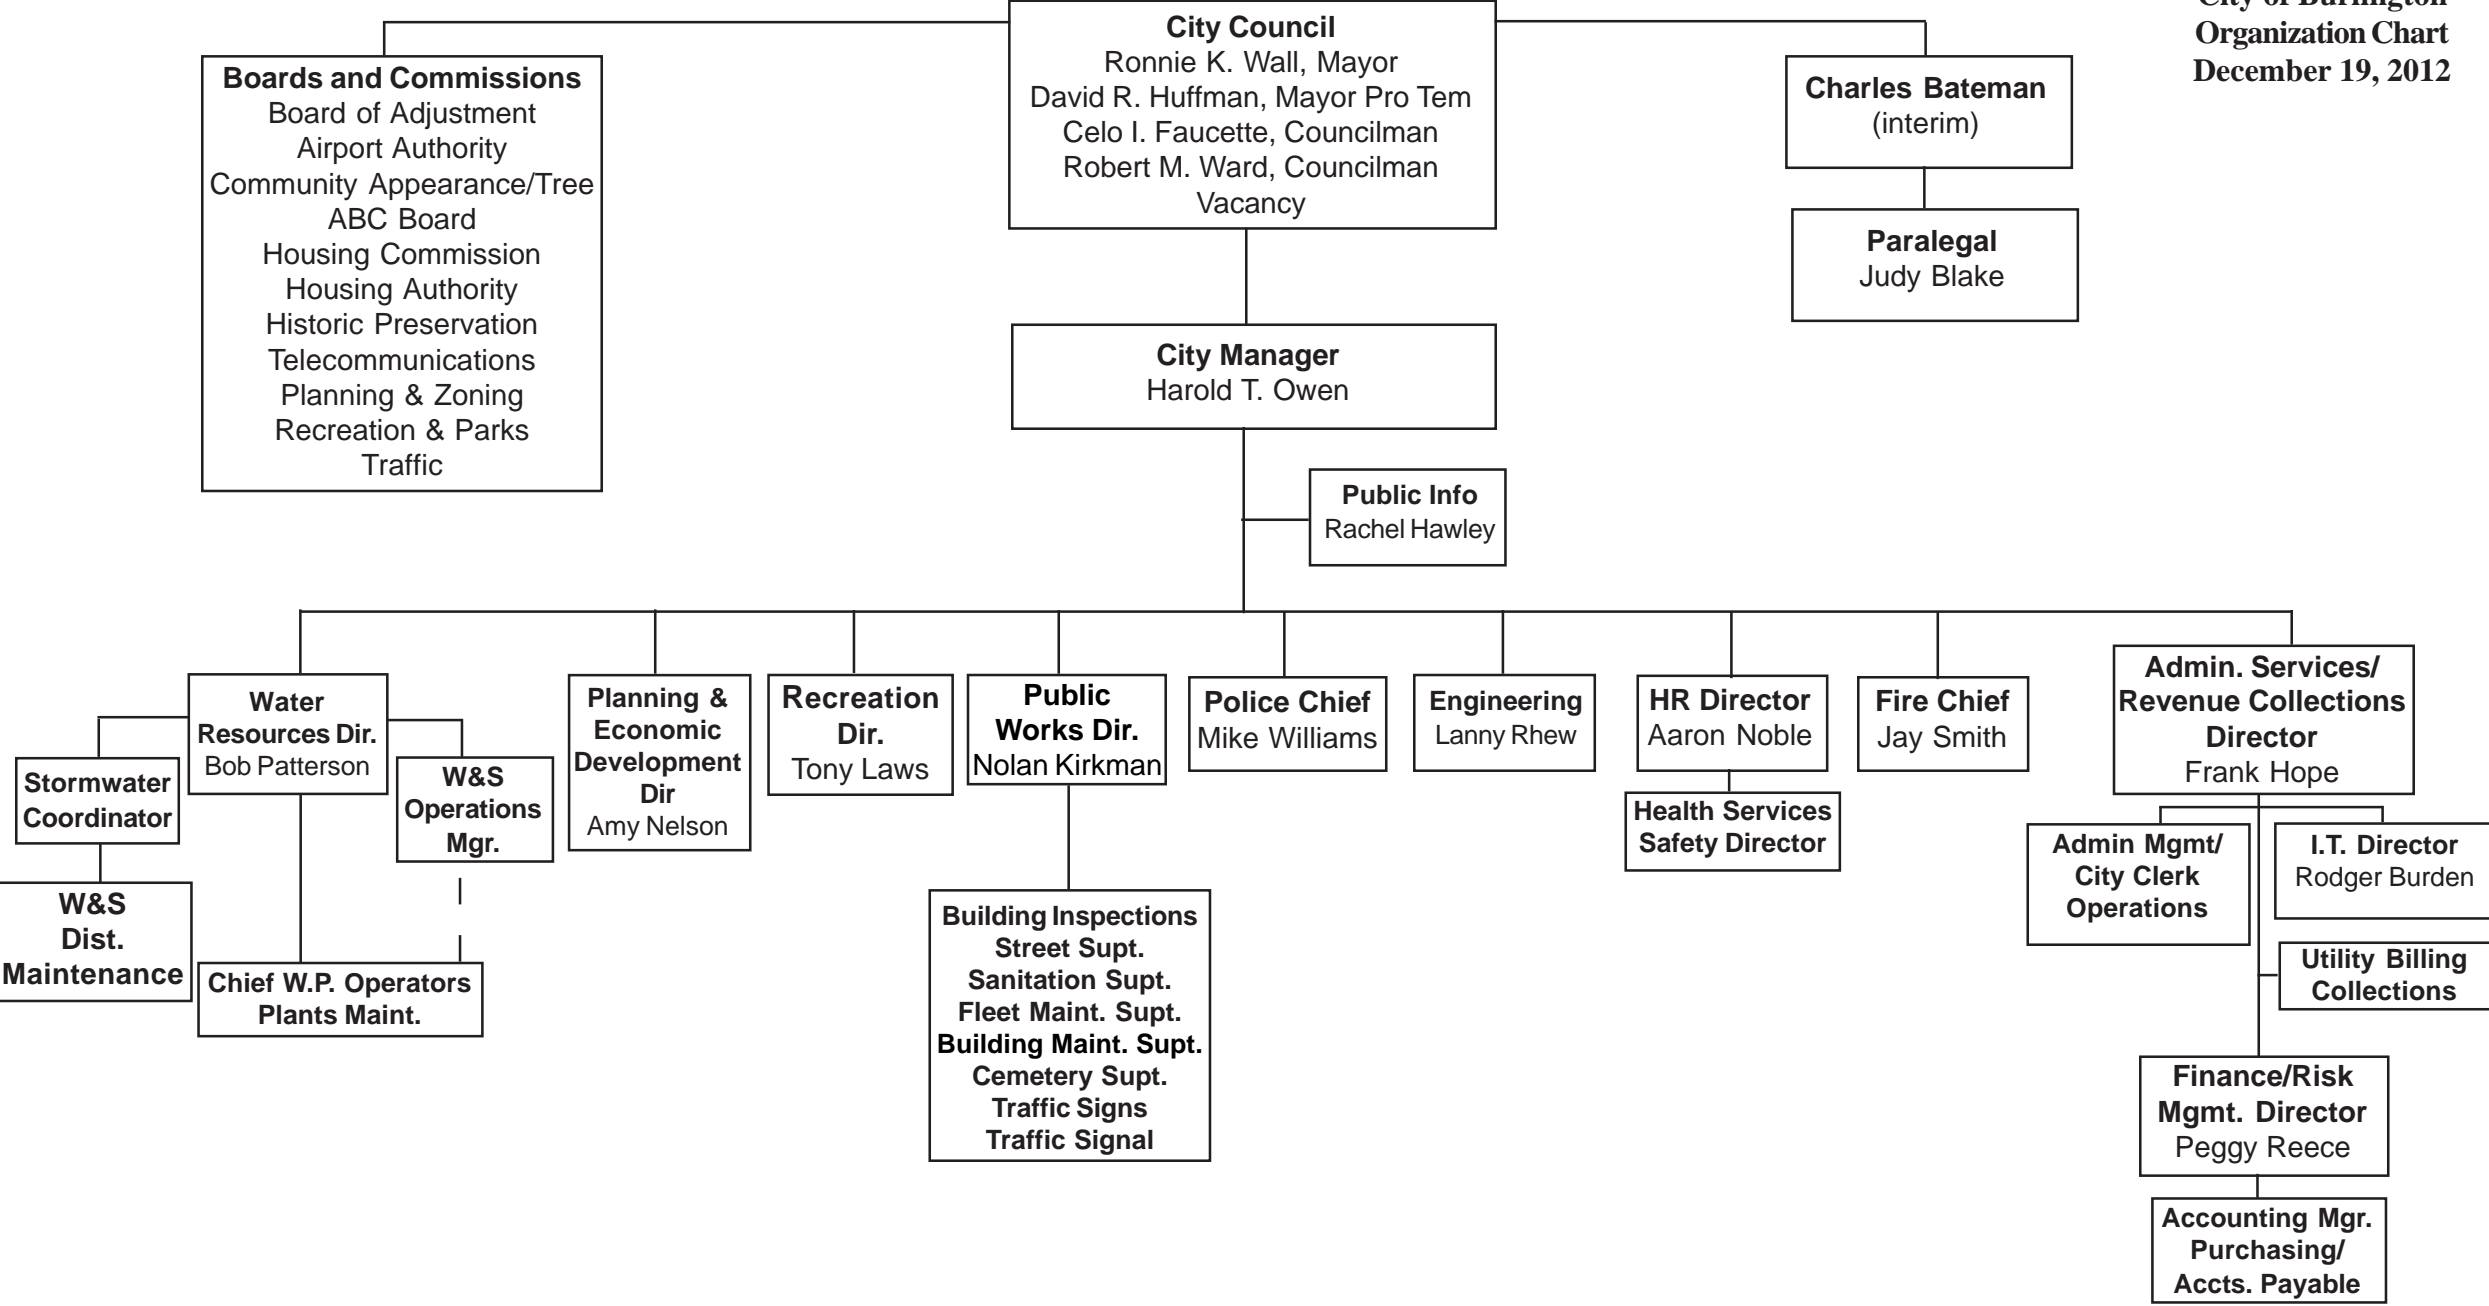 City of Burlington
Organization Chart
December 19, 2012
City Council
Ronnie K. Wall, Mayor
David R. Huffman, Mayor Pro Tem
Celo I. Faucette, Councilman
Robert M. Ward, Councilman
Vacancy
Boards and Commissions
Board of Adjustment
Airport Authority
Community Appearance/Tree
ABC Board
Housing Commission
Housing Authority
Historic Preservation
Telecommunications
Planning & Zoning
Recreation & Parks
Traffic
Charles Bateman
(interim)
Paralegal
Judy Blake
City Manager
Harold T. Owen
Public Info
Rachel Hawley
Water
Resources Dir.
Bob Patterson
Stormwater
Coordinator
W&S
Dist.
Maintenance
W&S
Operations
Mgr.
Chief W.P. Operators
Plants Maint.
Planning &
Economic
Development
Dir
Amy Nelson
Recreation
Dir.
Tony Laws
Public
Works Dir.
Nolan Kirkman
Building Inspections
Street Supt.
Sanitation Supt.
Fleet Maint. Supt.
Building Maint. Supt.
Cemetery Supt.
Traffic Signs
Traffic Signal
Police Chief
Mike Williams
Engineering
Lanny Rhew
HR Director
Aaron Noble
Health Services
Safety Director
Fire Chief
Jay Smith
Admin. Services/
Revenue Collections
Director
Frank Hope
Admin Mgmt/
City Clerk
Operations
I.T. Director
Rodger Burden
Utility Billing
Collections
Finance/Risk
Mgmt. Director
Peggy Reece
Accounting Mgr.
Purchasing/
Accts. Payable